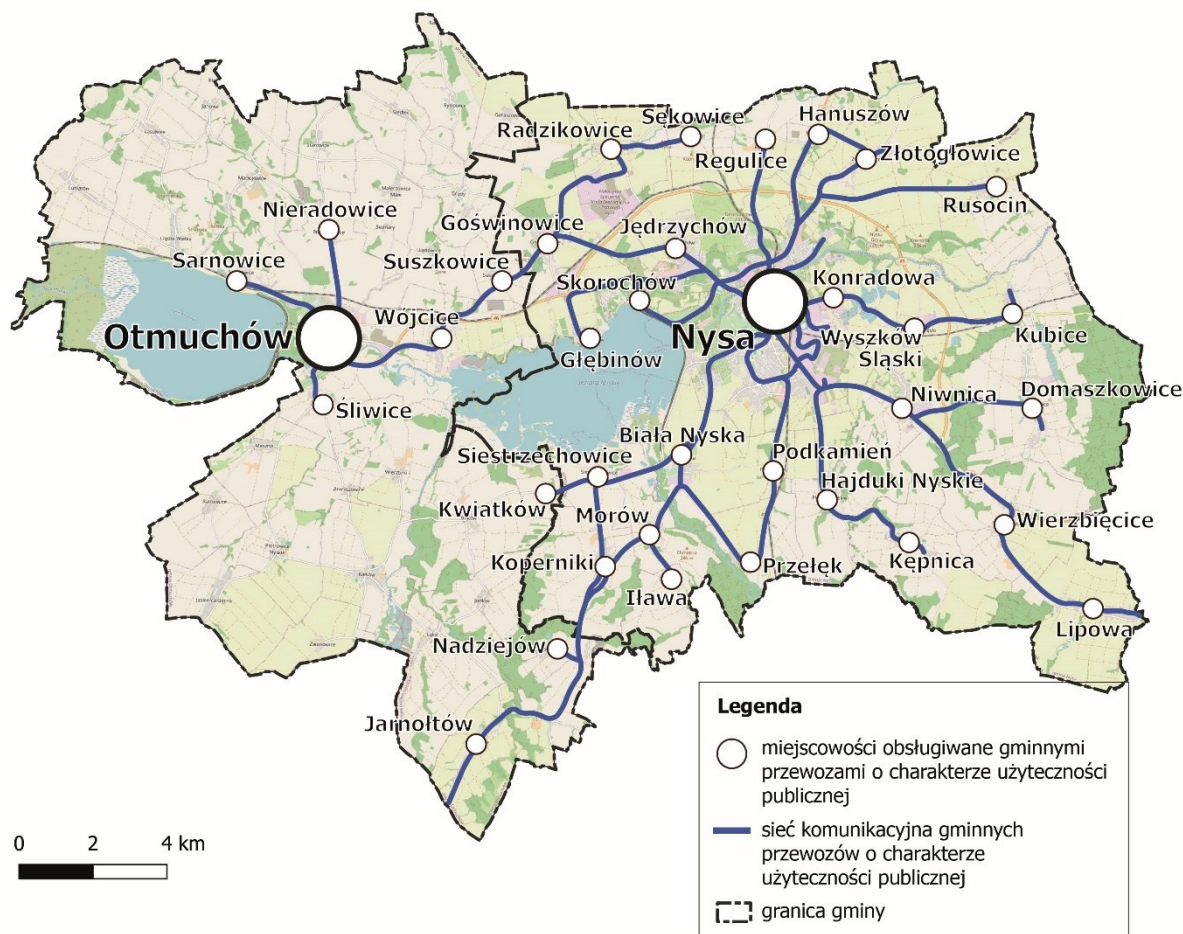 Sękowice
Hanuszów
Radzikowice
Regulice
Złotogłowice
Nieradowice
Rusocin
Goświnowice
Jędrzychów
Sarnowice
Suszkowice
Skorochów
Konradowa
Otmuchów
Wójcice
Nysa
Wyszków
Śląski
Kubice
Głębinów
Śliwice
Niwnica
Domaszkowice
Biała Nyska
Siestrzechowice
Podkamień
Hajduki Nyskie
Kwiatków
Morów
Wierzbięcice
Koperniki
Przełęk
Kępnica
Iława
Lipowa
Nadziejów
Jarnołtów
Legenda
miejscowości obsługiwane gminnymi
przewozami o charakterze użyteczności
publicznej
sieć komunikacyjna gminnych
przewozów o charakterze
użyteczności publicznej
granica gminy
0 2 4 km